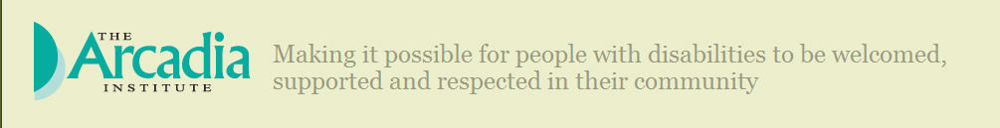 THE
Arcadia
INSTITUTE
Making it possible for people with disabilities to be welcomed,
supported and respected in their community